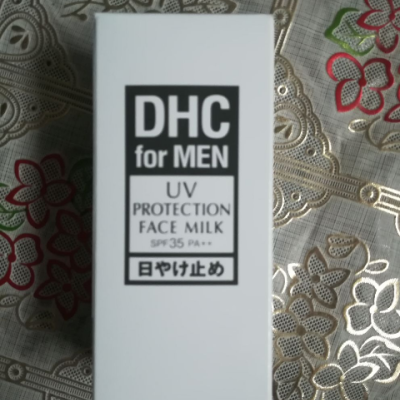 DHC
for MEN
UV
PROTECTION
FACE MILK
SPF35 PA++
日やけ止め